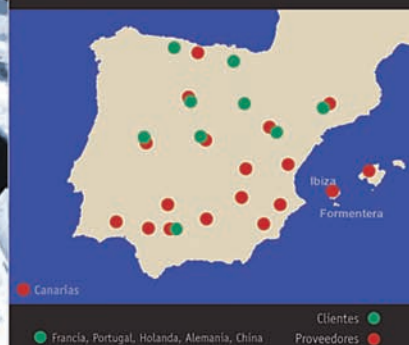 Ibiza
Formentera
Canarias
Clientes
Francia, Portugal, Holanda, Alemania, China
Proveedores